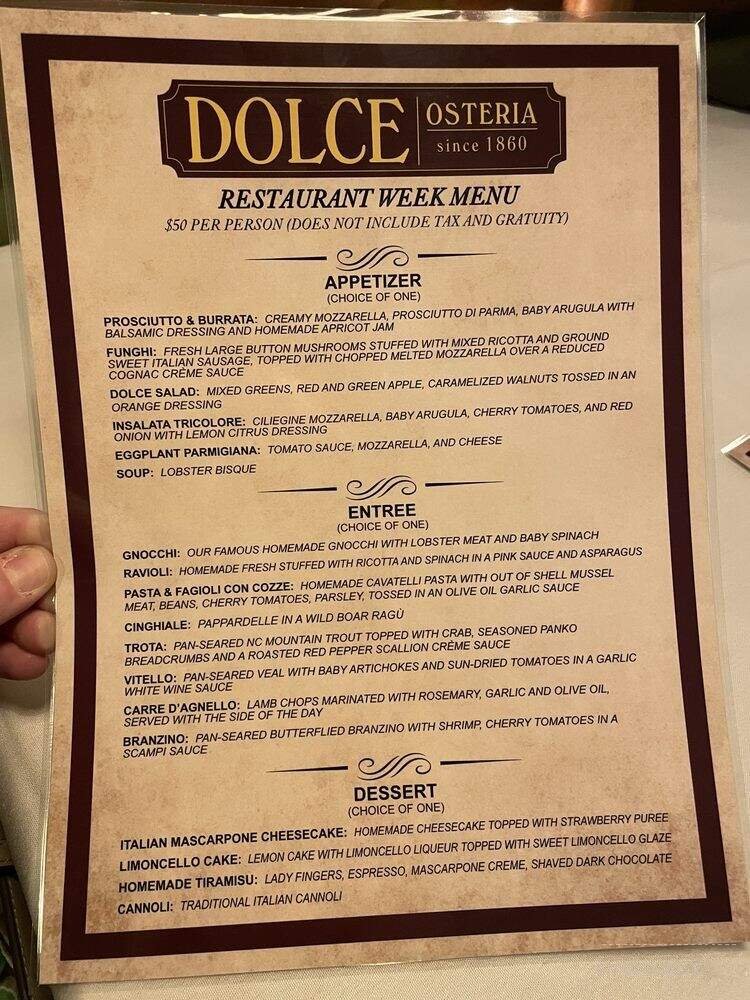 DOLCE
OSTERIA
since 1860
RESTAURANT WEEK MENU
$50 PER PERSON (DOES NOT INCLUDE TAX AND GRATUITY)
APPETIZER
(CHOICE OF ONE)
PROSCIUTTO & BURRATA: CREAMY MOZZARELLA, PROSCIUTTO DI PARMA, BABY ARUGULA WITH
BALSAMIC DRESSING AND HOMEMADE APRICOT JAM
FUNGHI: FRESH LARGE BUTTON MUSHROOMS STUFFED WITH MIXED RICOTTA AND GROUND
SWEET ITALIAN SAUSAGE, TOPPED WITH CHOPPED MELTED MOZZARELLA OVER A REDUCED
COGNAC CRÈME SAUCE
DOLCE SALAD: MIXED GREENS, RED AND GREEN APPLE, CARAMELIZED WALNUTS TOSSED IN AN
ORANGE DRESSING
INSALATA TRICOLORE: CILIEGINE MOZZARELLA, BABY ARUGULA, CHERRY TOMATOES, AND RED
ONION WITH LEMON CITRUS DRESSING
EGGPLANT PARMIGIANA: TOMATO SAUCE, MOZZARELLA, AND CHEESE
SOUP: LOBSTER BISQUE
ENTREE
(CHOICE OF ONE)
GNOCCHI: OUR FAMOUS HOMEMADE GNOCCHI WITH LOBSTER MEAT AND BABY SPINACH
RAVIOLI: HOMEMADE FRESH STUFFED WITH RICOTTA AND SPINACH IN A PINK SAUCE AND ASPARAGUS
PASTA & FAGIOLI CON COZZE: HOMEMADE CAVATELLI PASTA WITH OUT OF SHELL MUSSEL
MEAT, BEANS, CHERRY TOMATOES, PARSLEY, TOSSED IN AN OLIVE OIL GARLIC SAUCE
CINGHIALE: PAPPARDELLE IN A WILD BOAR RAGÙ
TROTA: PAN-SEARED NC MOUNTAIN TROUT TOPPED WITH CRAB, SEASONED PANKO
BREADCRUMBS AND A ROASTED RED PEPPER SCALLION CRÈME SAUCE
VITELLO: PAN-SEARED VEAL WITH BABY ARTICHOKES AND SUN-DRIED TOMATOES IN A GARLIC
WHITE WINE SAUCE
CARRE D'AGNELLO: LAMB CHOPS MARINATED WITH ROSEMARY, GARLIC AND OLIVE OIL,
SERVED WITH THE SIDE OF THE DAY
BRANZINO: PAN-SEARED BUTTERFLIED BRANZINO WITH SHRIMP, CHERRY TOMATOES IN A
SCAMPI SAUCE
DESSERT
(CHOICE OF ONE)
ITALIAN MASCARPONE CHEESECAKE: HOMEMADE CHEESECAKE TOPPED WITH STRAWBERRY PUREE
LIMONCELLO CAKE: LEMON CAKE WITH LIMONCELLO LIQUEUR TOPPED WITH SWEET LIMONCELLO GLAZE
HOMEMADE TIRAMISU: LADY FINGERS, ESPRESSO, MASCARPONE CREME, SHAVED DARK CHOCOLATE
CANNOLI: TRADITIONAL ITALIAN CANNOLI